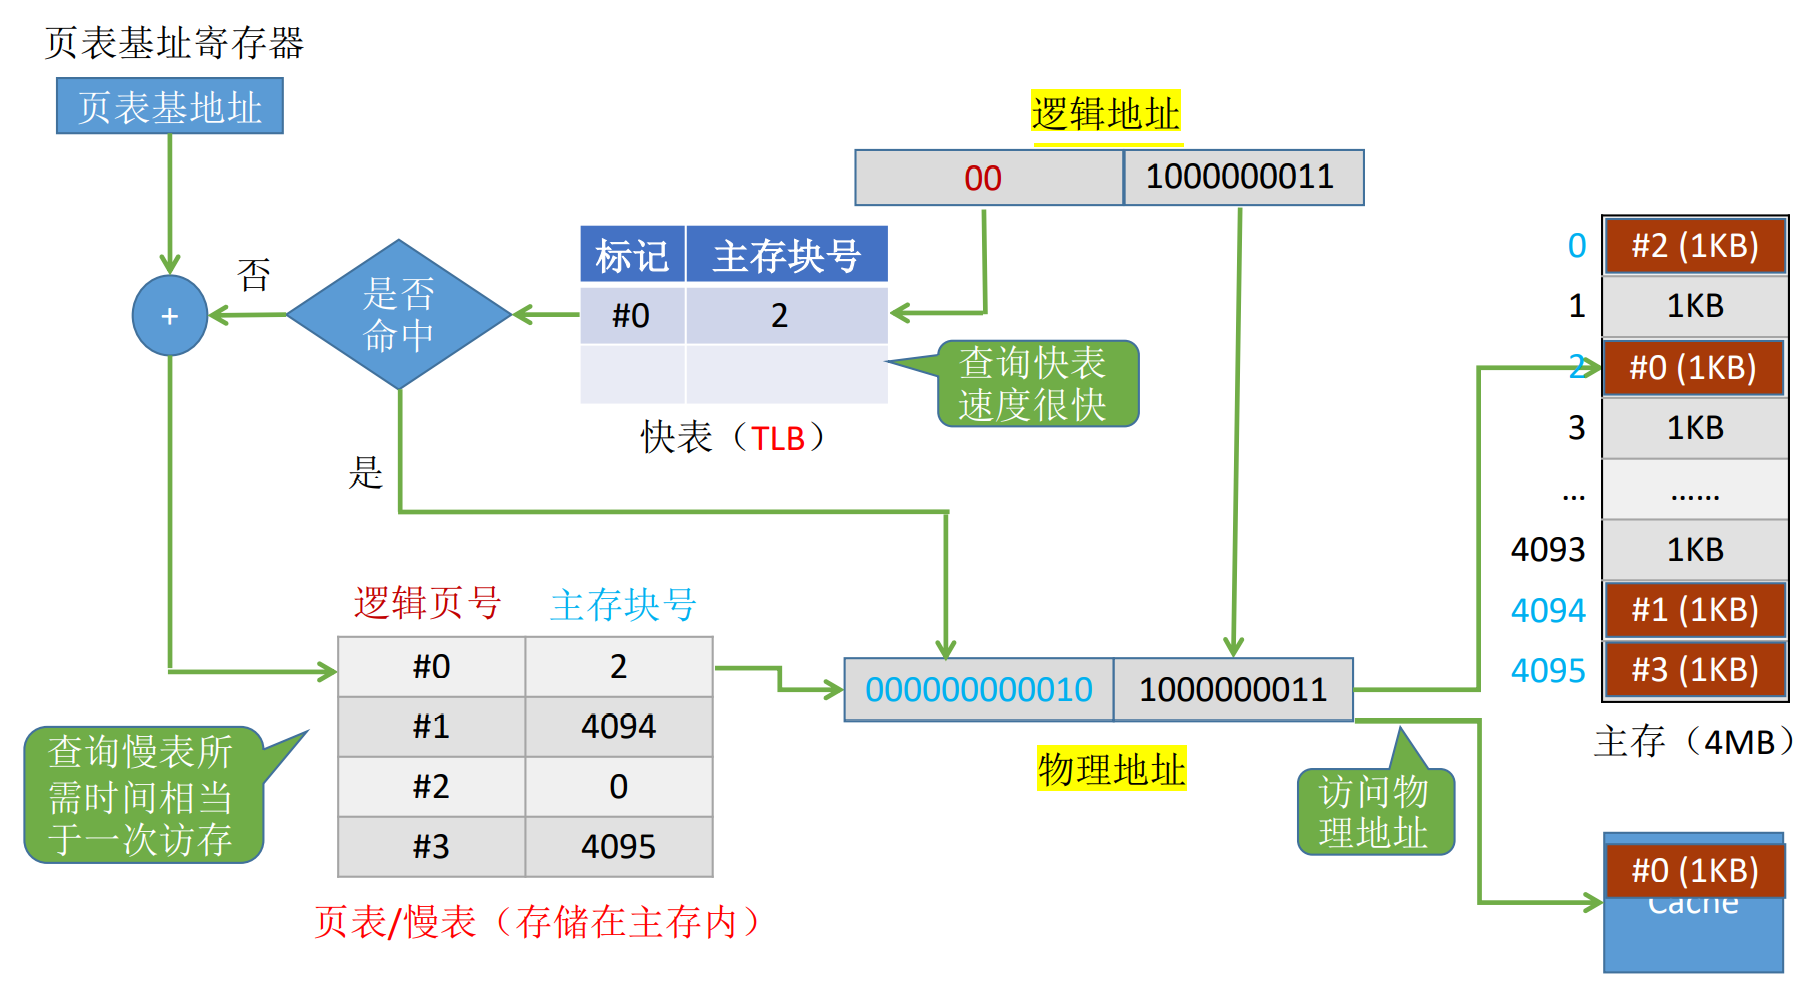 页表基址寄存器
页表基地址
+
否
是否
命中
是
逻辑地址
00 1000000011
标记 主存块号
#0 2
快表（TLB）
查询快表
速度很快
逻辑页号 主存块号
#0 2
#1 4094
#2 0
#3 4095
页表/慢表（存储在主存内）
查询慢表所
需时间相当
于一次访存
000000000010 1000000011
物理地址
访问物
理地址
0 #2 (1KB)
1 1KB
2 #0 (1KB)
3 1KB
... ......
4093 1KB
4094 #1 (1KB)
4095 #3 (1KB)
主存（4MB）
#0 (1KB)
Cache